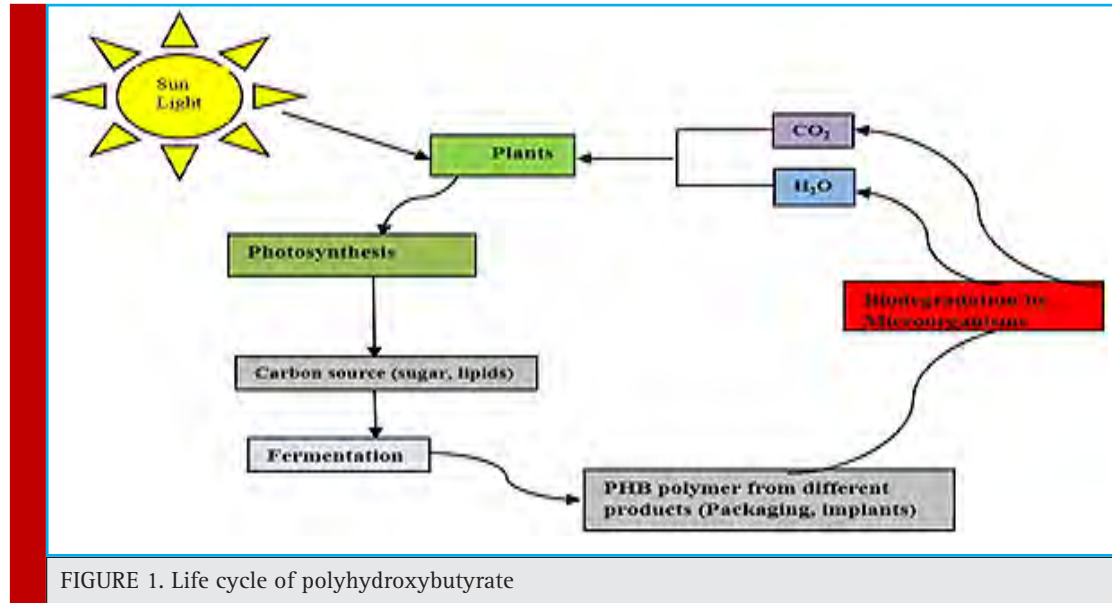 Sun
Light
Plants
CO₂
H₂O
Photosynthesis
Biodegradation by
Microorganisms
Carbon source (sugar, lipids)
Fermentation
PHB polymer from different
products (Packaging, implants)
FIGURE 1. Life cycle of polyhydroxybutyrate